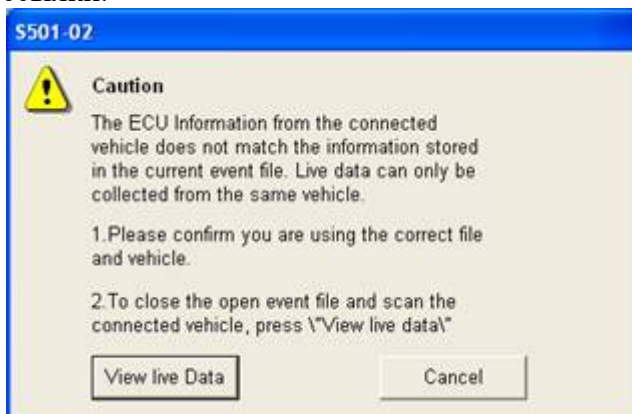 S501-02
Caution
The ECU Information from the connected
vehicle does not match the information stored
in the current event file. Live data can only be
collected from the same vehicle.
1.Please confirm you are using the correct file
and vehicle.
2.To close the open event file and scan the
connected vehicle, press \"View live data\"
View live Data
Cancel